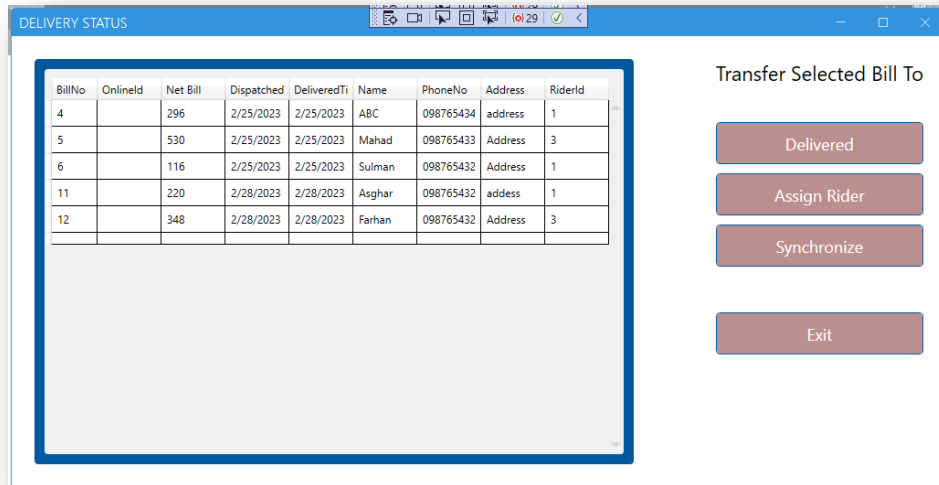 DELIVERY STATUS
29
Transfer Selected Bill To
BillNo OnlineId Net Bill Dispatched DeliveredTi Name PhoneNo Address RiderId
4 296 2/25/2023 2/25/2023 ABC 098765434 address 1
5 530 2/25/2023 2/25/2023 Mahad 098765433 Address 3
6 116 2/25/2023 2/25/2023 Sulman 098765432 Address 1
11 220 2/28/2023 2/28/2023 Asghar 098765432 addess 1
12 348 2/28/2023 2/28/2023 Farhan 098765432 Address 3
Delivered
Assign Rider
Synchronize
Exit